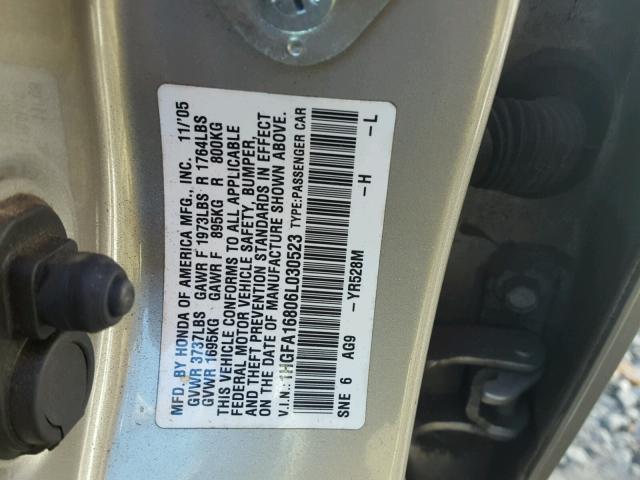 MFD. BY HONDA OF AMERICA MFG., INC. 11/'05
GVWR 3737LBS GAWR F 1973LBS R 1764LBS
GVWR 1695KG GAWR F 895KG R 800KG
THIS VEHICLE CONFORMS TO ALL APPLICABLE
FEDERAL MOTOR VEHICLE SAFETY, BUMPER,
AND THEFT PREVENTION STANDARDS IN EFFECT
ON THE DATE OF MANUFACTURE SHOWN ABOVE.
V.I.N.: 1HGFA16806L030523 TYPE:PASSENGER CAR
SNE 6 AG9 -YR528M -H -L